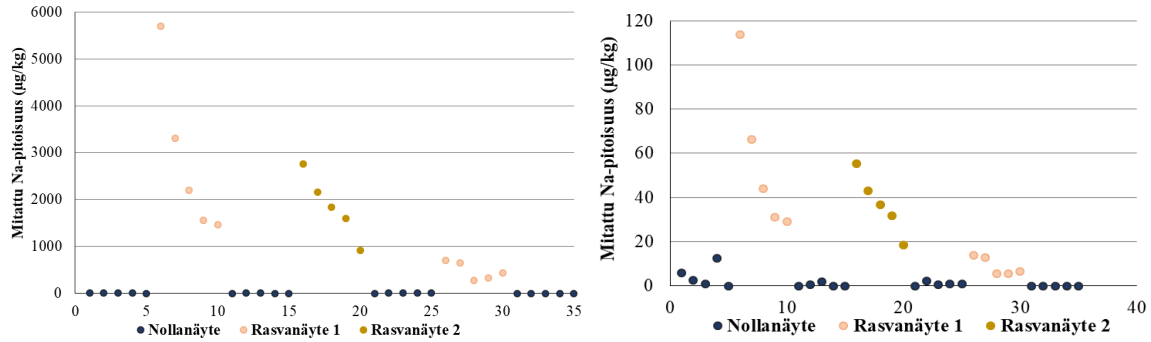 6000
5000
4000
3000
2000
1000
0
Mitattu Na-pitoisuus (µg/kg)
0 5 10 15 20 25 30 35
Nollanäyte Rasvanäyte 1 Rasvanäyte 2
120
100
80
60
40
20
0
Mitattu Na-pitoisuus (µg/kg)
0 10 20 30 40
Nollanäyte Rasvanäyte 1 Rasvanäyte 2